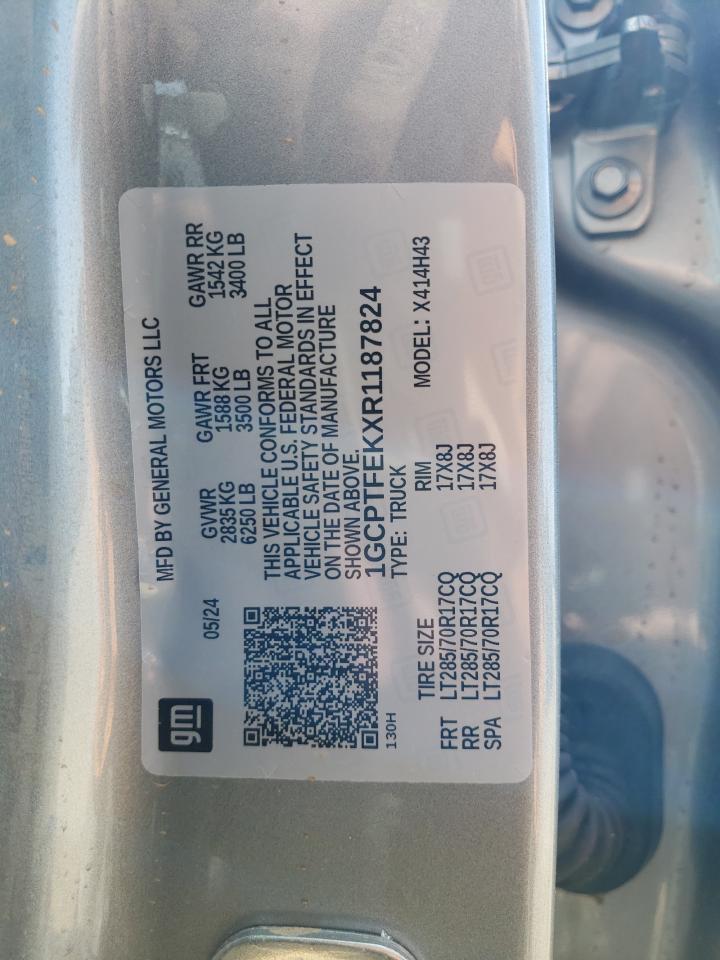 gm
05/24
MFD BY GENERAL MOTORS LLC
GVWR
2835 KG
6250 LB
GAWR FRT
1588 KG
3500 LB
GAWR RR
1542 KG
3400 LB
THIS VEHICLE CONFORMS TO ALL
APPLICABLE U.S. FEDERAL MOTOR
VEHICLE SAFETY STANDARDS IN EFFECT
ON THE DATE OF MANUFACTURE
SHOWN ABOVE.
1GCPTFEKXR1187824
TYPE: TRUCK
MODEL: X414H43
130H
TIRE SIZE RIM
FRT LT285/70R17CQ 17X8J
RR LT285/70R17CQ 17X8J
SPA LT285/70R17CQ 17X8J